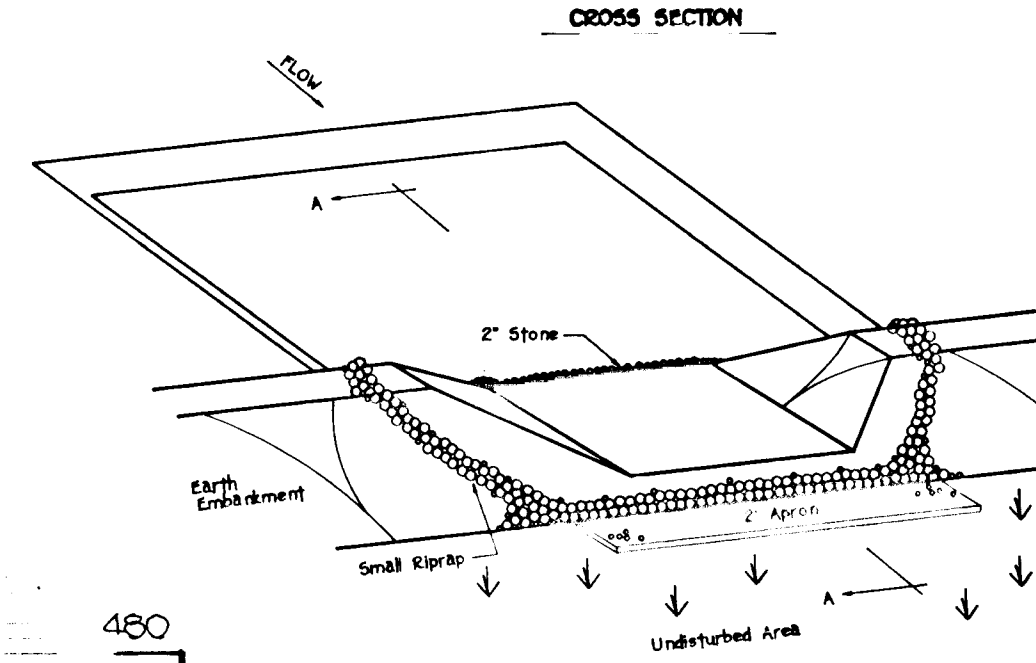 CROSS SECTION
FLOW
A
2" Stone
Earth
Embankment
2' Apron
Small Riprap
A
Undisturbed Area
480